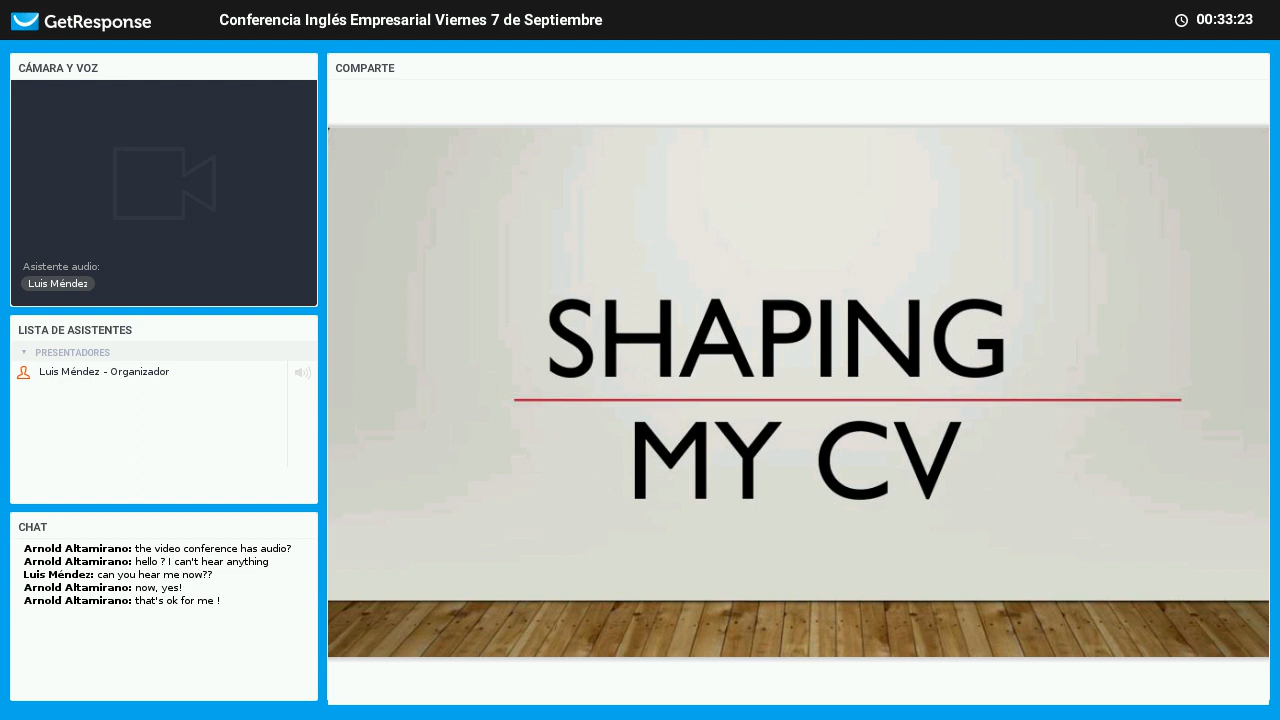 GetResponse
Conferencia Inglés Empresarial Viernes 7 de Septiembre
00:33:23
CÁMARA Y VOZ
Asistente audio:
Luis Méndez
LISTA DE ASISTENTES
PRESENTADORES
Luis Méndez - Organizador
CHAT
Arnold Altamirano: the video conference has audio?
Arnold Altamirano: hello ? I can't hear anything
Luis Méndez: can you hear me now??
Arnold Altamirano: now, yes!
Arnold Altamirano: that's ok for me !
COMPARTE
SHAPING
MY CV